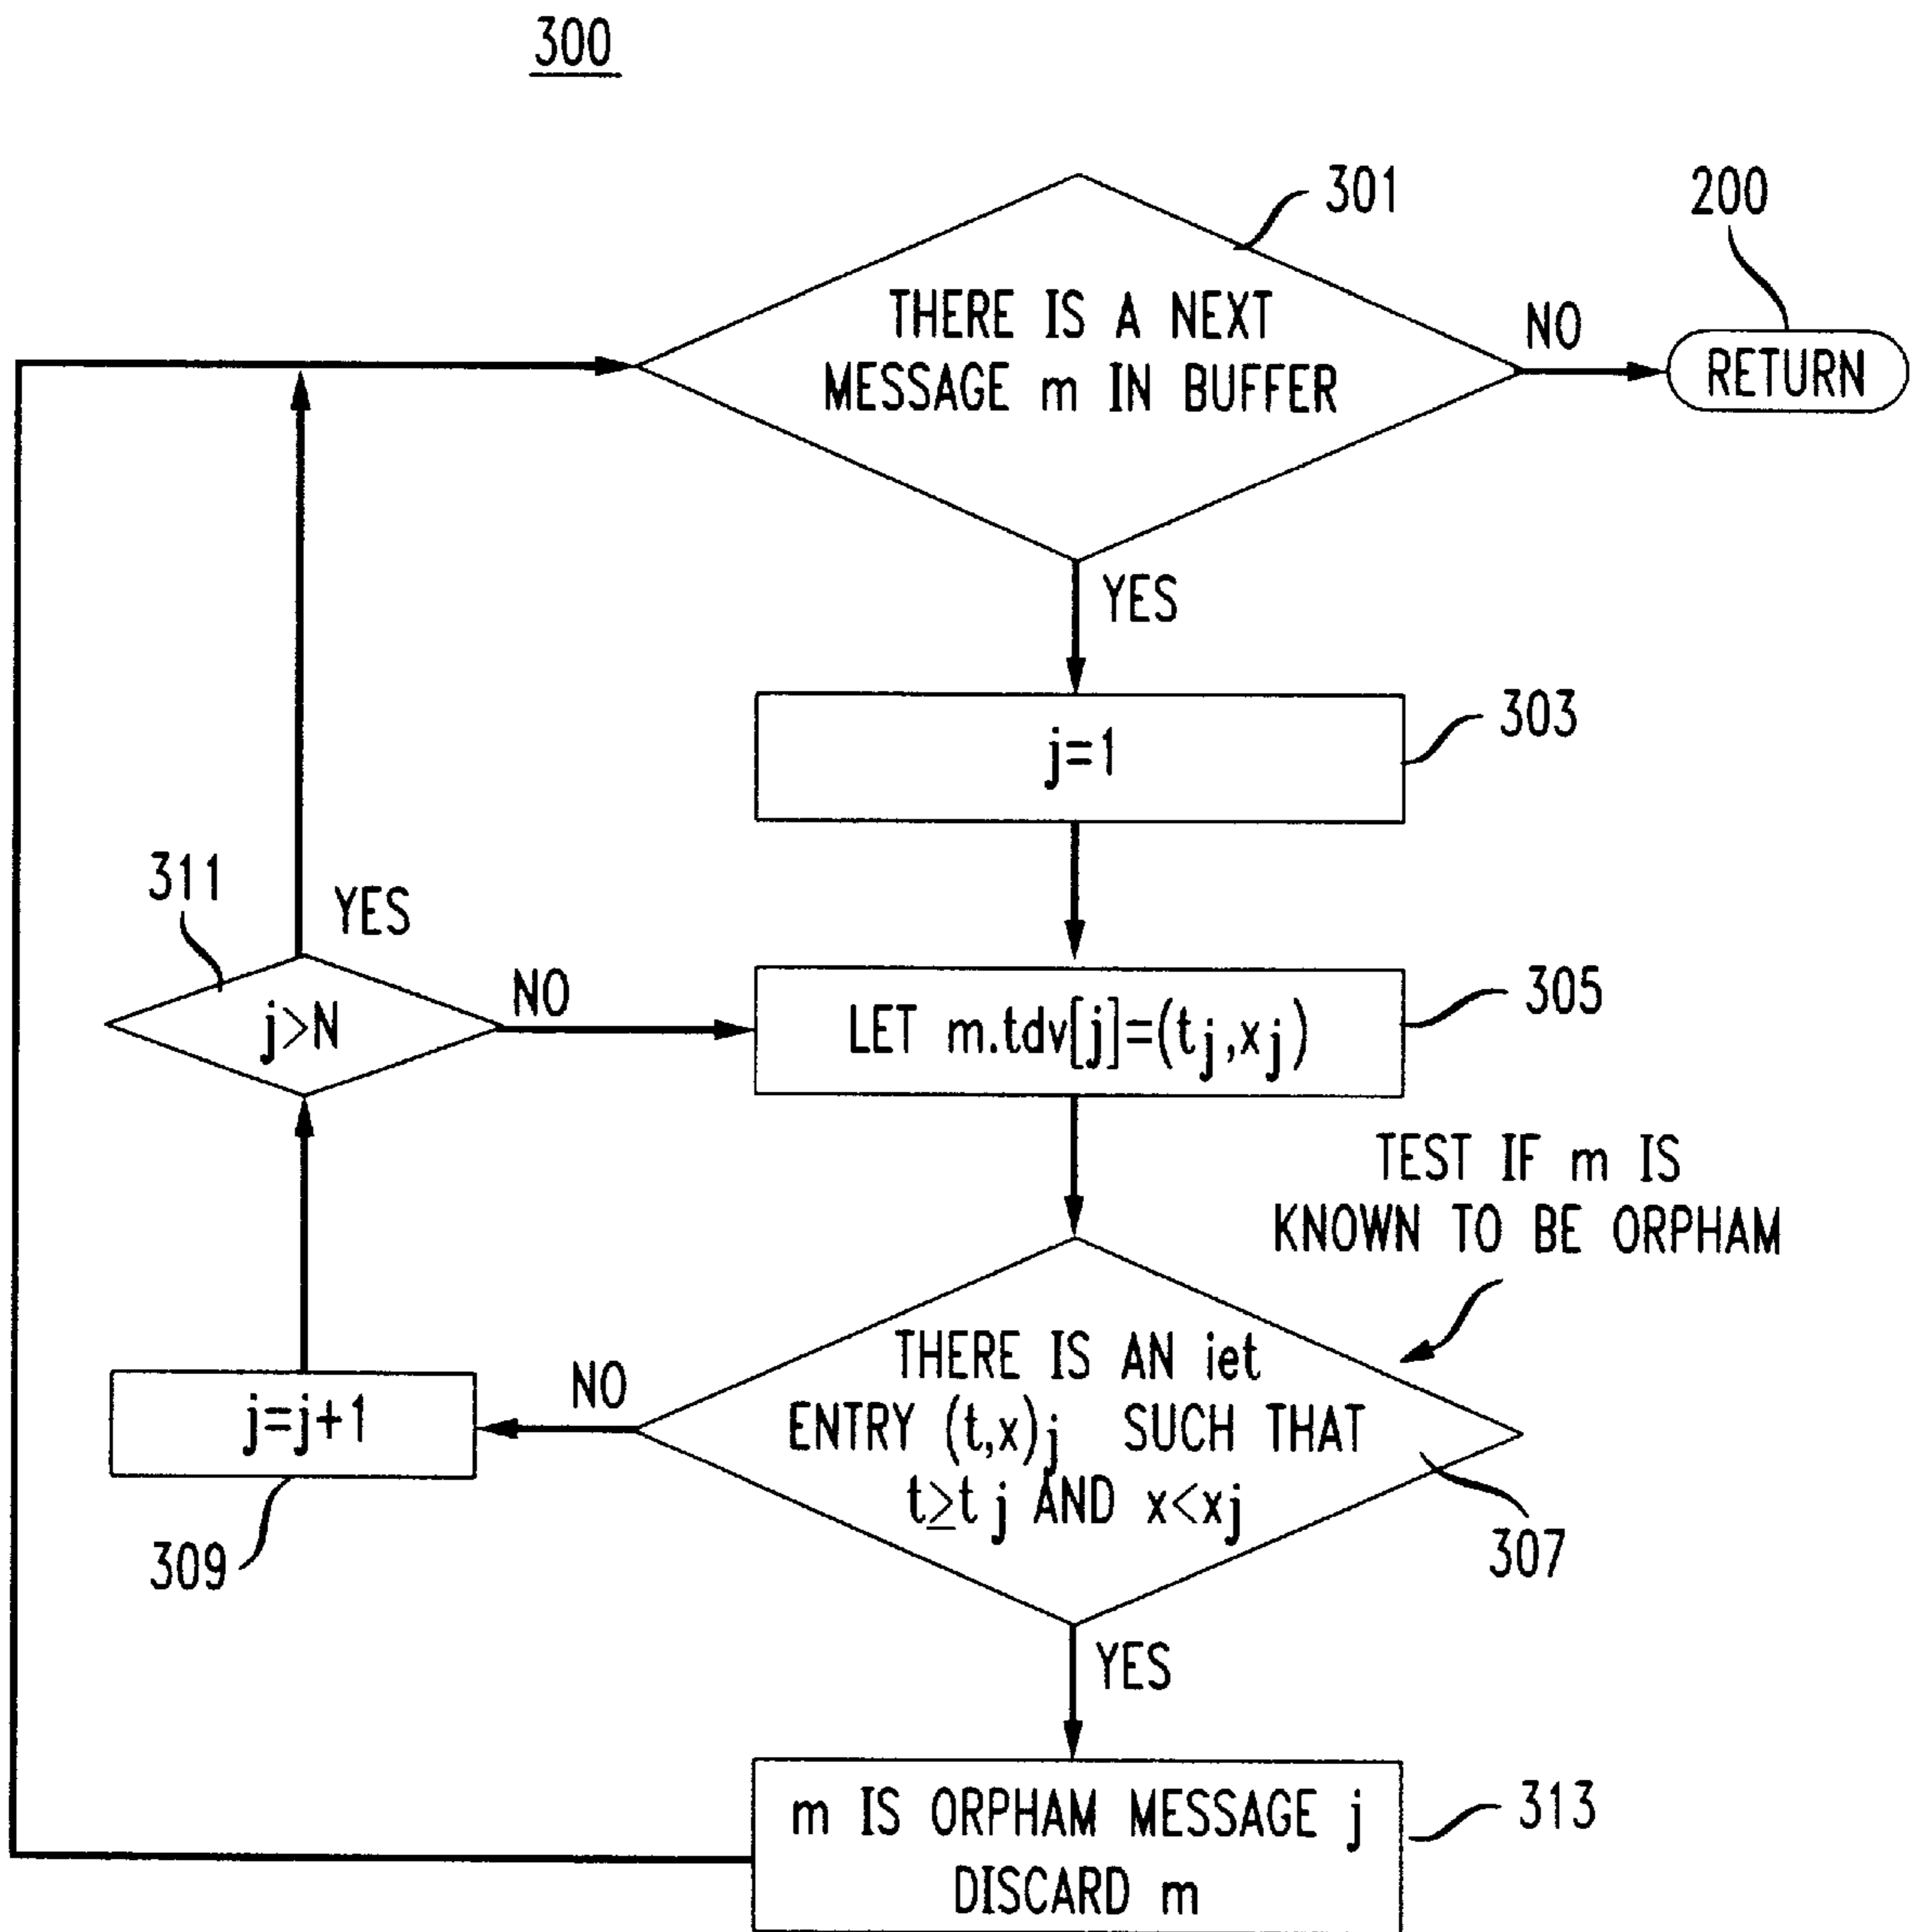 300
301
200
THERE IS A NEXT
MESSAGE m IN BUFFER
NO
RETURN
YES
303
j=1
311
YES
j>N
NO
305
LET m.tdv[j]=(tj,xj)
TEST IF m IS
KNOWN TO BE ORPHAM
THERE IS AN iet
ENTRY (t,x)j SUCH THAT
t≥tj AND x<xj
NO
j=j+1
309
307
YES
m IS ORPHAM MESSAGE j
DISCARD m
313